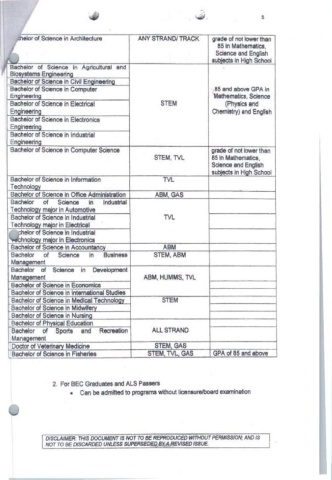 3
Bachelor of Science in Architecture
ANY STRAND/ TRACK
grade of not lower than
85 in Mathematics,
Science and English
subjects in High School
Bachelor of Science in Agricultural and
Biosystems Engineering
Bachelor of Science in Civil Engineering
Bachelor of Science in Computer
Engineering
Bachelor of Science in Electrical
Engineering
Bachelor of Science in Electronics
Engineering
Bachelor of Science in Industrial
Engineering
STEM
85 and above GPA in
Mathematics, Science
(Physics and
Chemistry) and English
Bachelor of Science in Computer Science
STEM, TVL
grade of not lower than
85 in Mathematics,
Science and English
subjects in High School
Bachelor of Science in Information
Technology
TVL
Bachelor of Science in Office Administration
ABM, GAS
Bachelor of Science in Industrial
Technology major in Automotive
Bachelor of Science in Industrial
Technology major in Electrical
Bachelor of Science in Industrial
Technology major in Electronics
TVL
Bachelor of Science in Accountancy
ABM
Bachelor of Science in Business
Management
STEM, ABM
Bachelor of Science in Development
Management
Bachelor of Science in Economics
Bachelor of Science in International Studies
ABM, HUMMS, TVL
Bachelor of Science in Medical Technology
Bachelor of Science in Midwifery
Bachelor of Science in Nursing
STEM
Bachelor of Physical Education
Bachelor of Sports and Recreation
Management
ALL STRAND
Doctor of Veterinary Medicine
STEM, GAS
Bachelor of Science in Fisheries
STEM, TVL, GAS
GPA of 85 and above
2. For BEC Graduates and ALS Passers
• Can be admitted to programs without licensure/board examination
DISCLAIMER: THIS DOCUMENT IS NOT TO BE REPRODUCED WITHOUT PERMISSION; AND IS
NOT TO BE DISCARDED UNLESS SUPERSEDED BY A REVISED ISSUE.